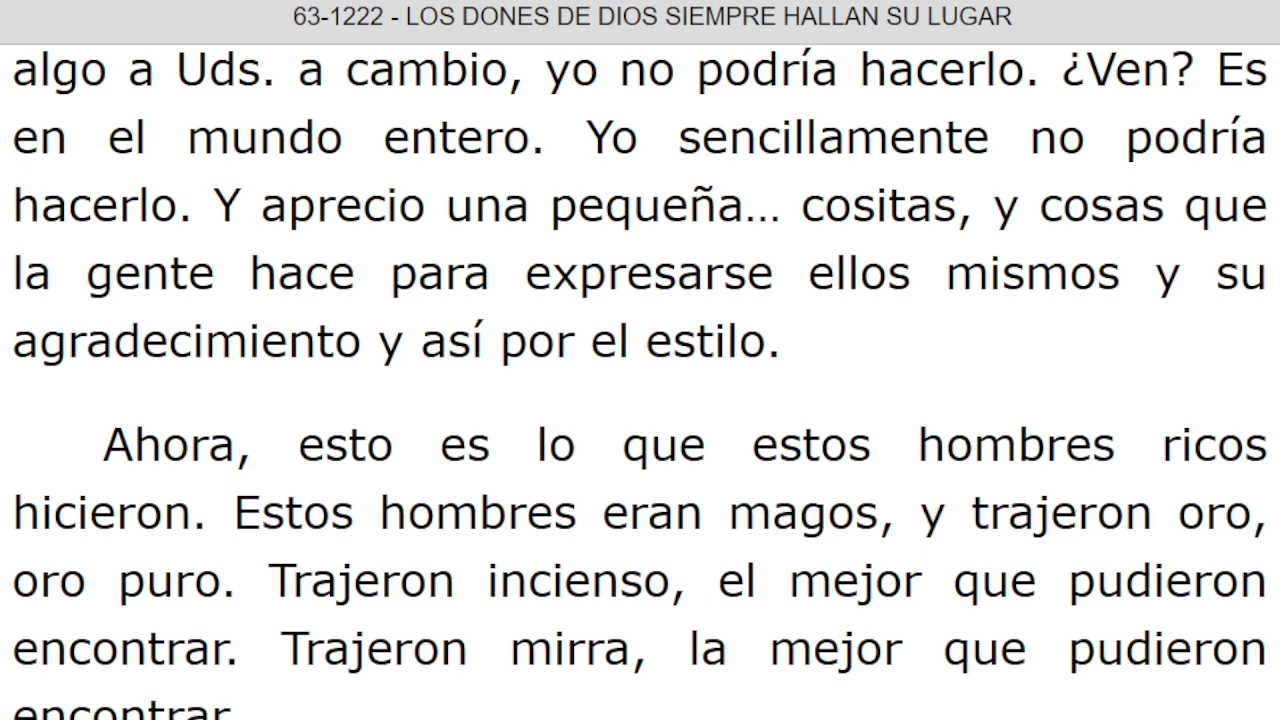 63-1222 - LOS DONES DE DIOS SIEMPRE HALLAN SU LUGAR
algo a Uds. a cambio, yo no podría hacerlo. ¿Ven? Es
en el mundo entero. Yo sencillamente no podría
hacerlo. Y aprecio una pequeña... cositas, y cosas que
la gente hace para expresarse ellos mismos y su
agradecimiento y así por el estilo.
Ahora, esto es lo que estos hombres ricos
hicieron. Estos hombres eran magos, y trajeron oro,
oro puro. Trajeron incienso, el mejor que pudieron
encontrar. Trajeron mirra, la mejor que pudieron
encontrar